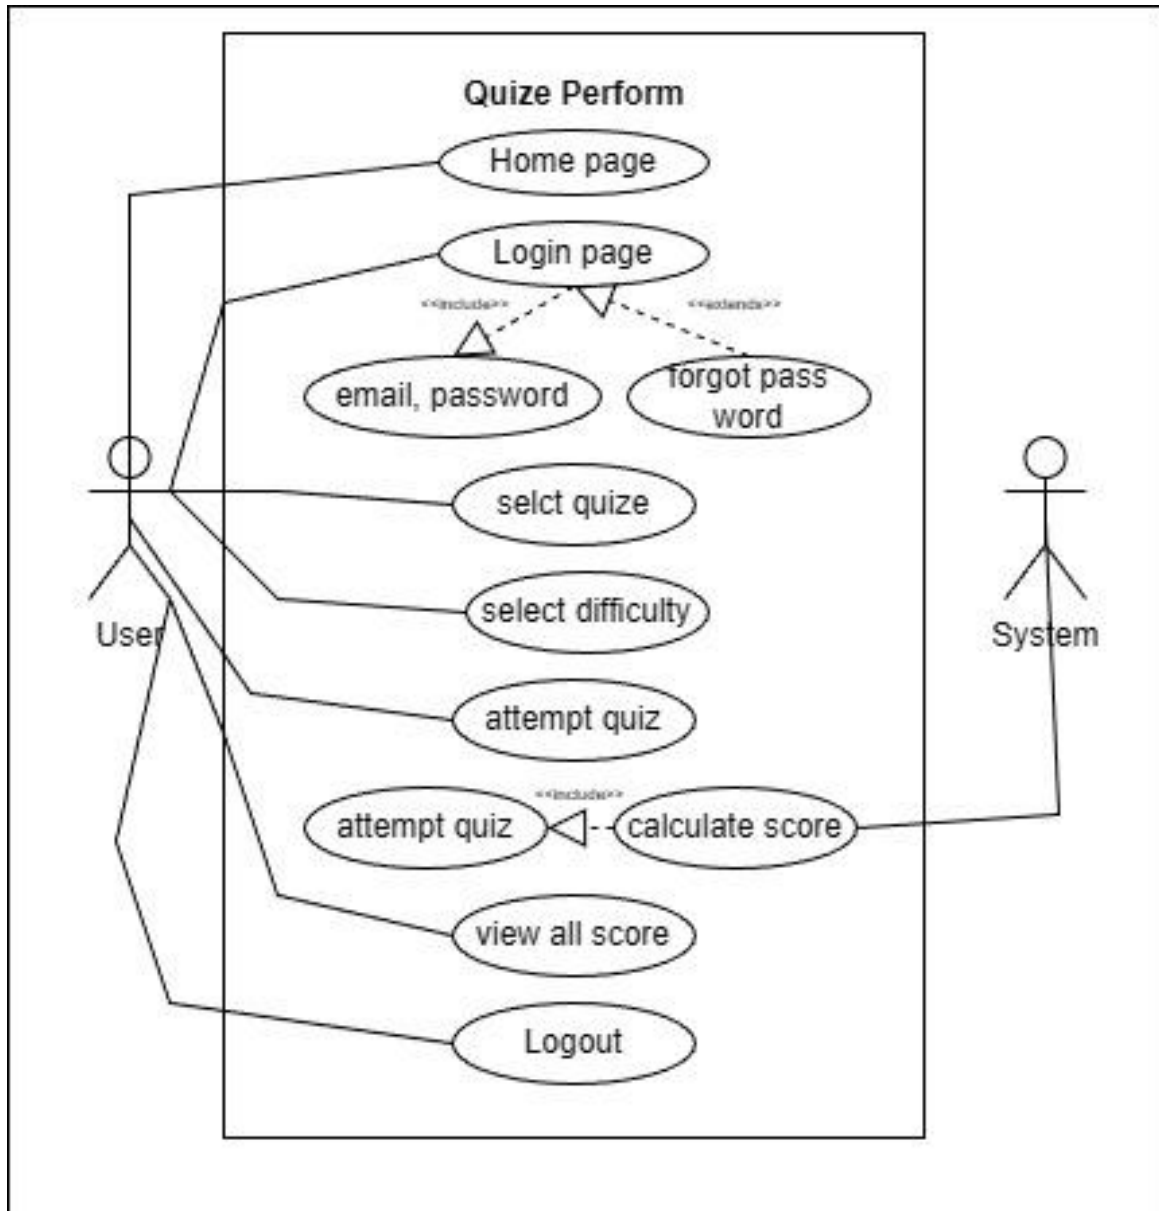 Quize Perform
Home page
Login page
<<include>>
<<extends>>
email, password
forgot pass
word
selct quize
select difficulty
User
System
attempt quiz
<<include>>
attempt quiz
calculate score
view all score
Logout